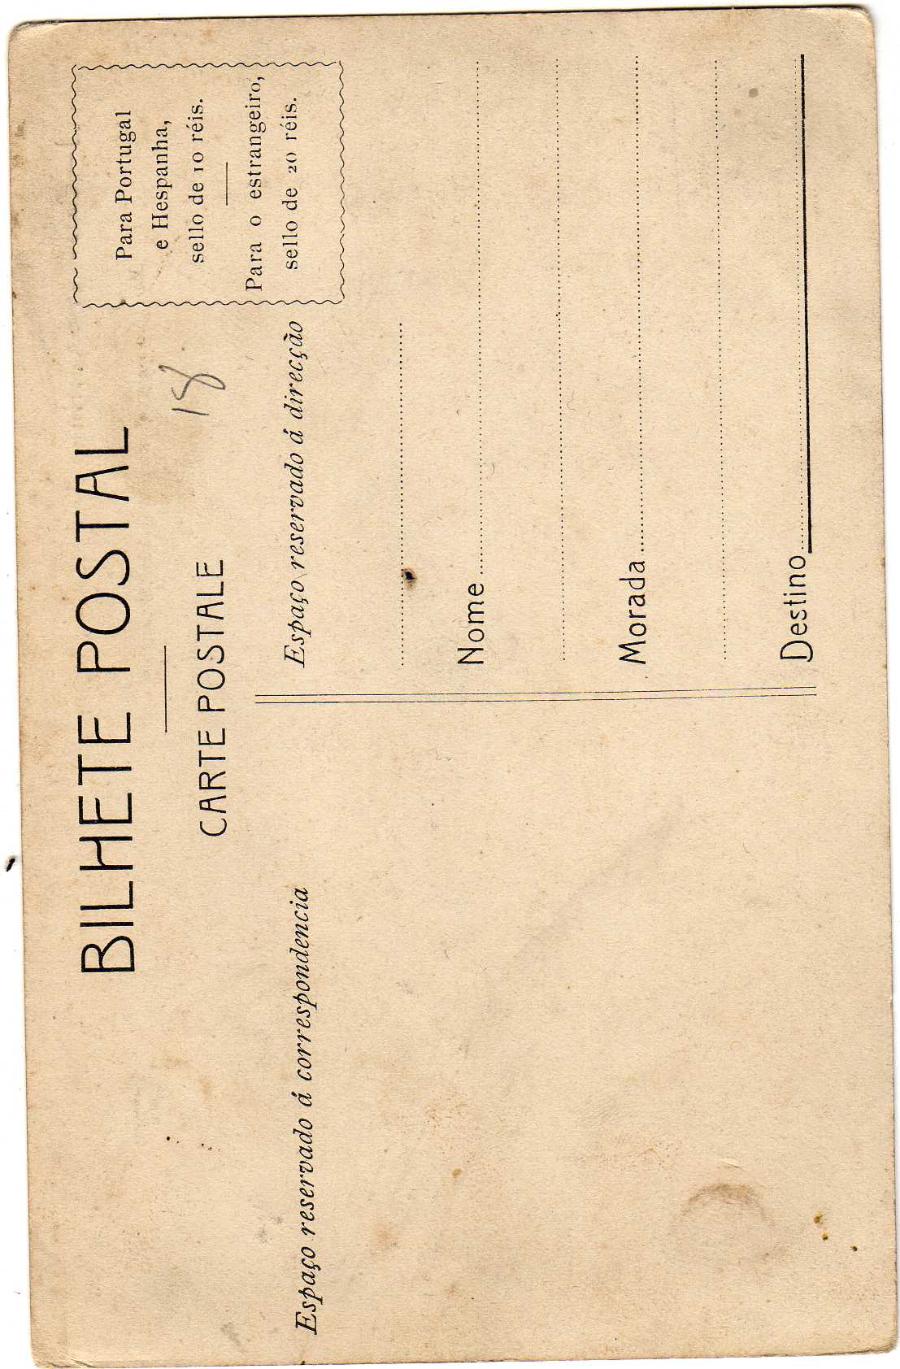 BILHETE POSTAL
CARTE POSTALE
18
Para Portugal
e Hespanha,
sello de 10 réis.
Para o estrangeiro,
sello de 20 réis.
Espaço reservado á correspondencia
Espaço reservado á direcção
Nome
Morada
Destino